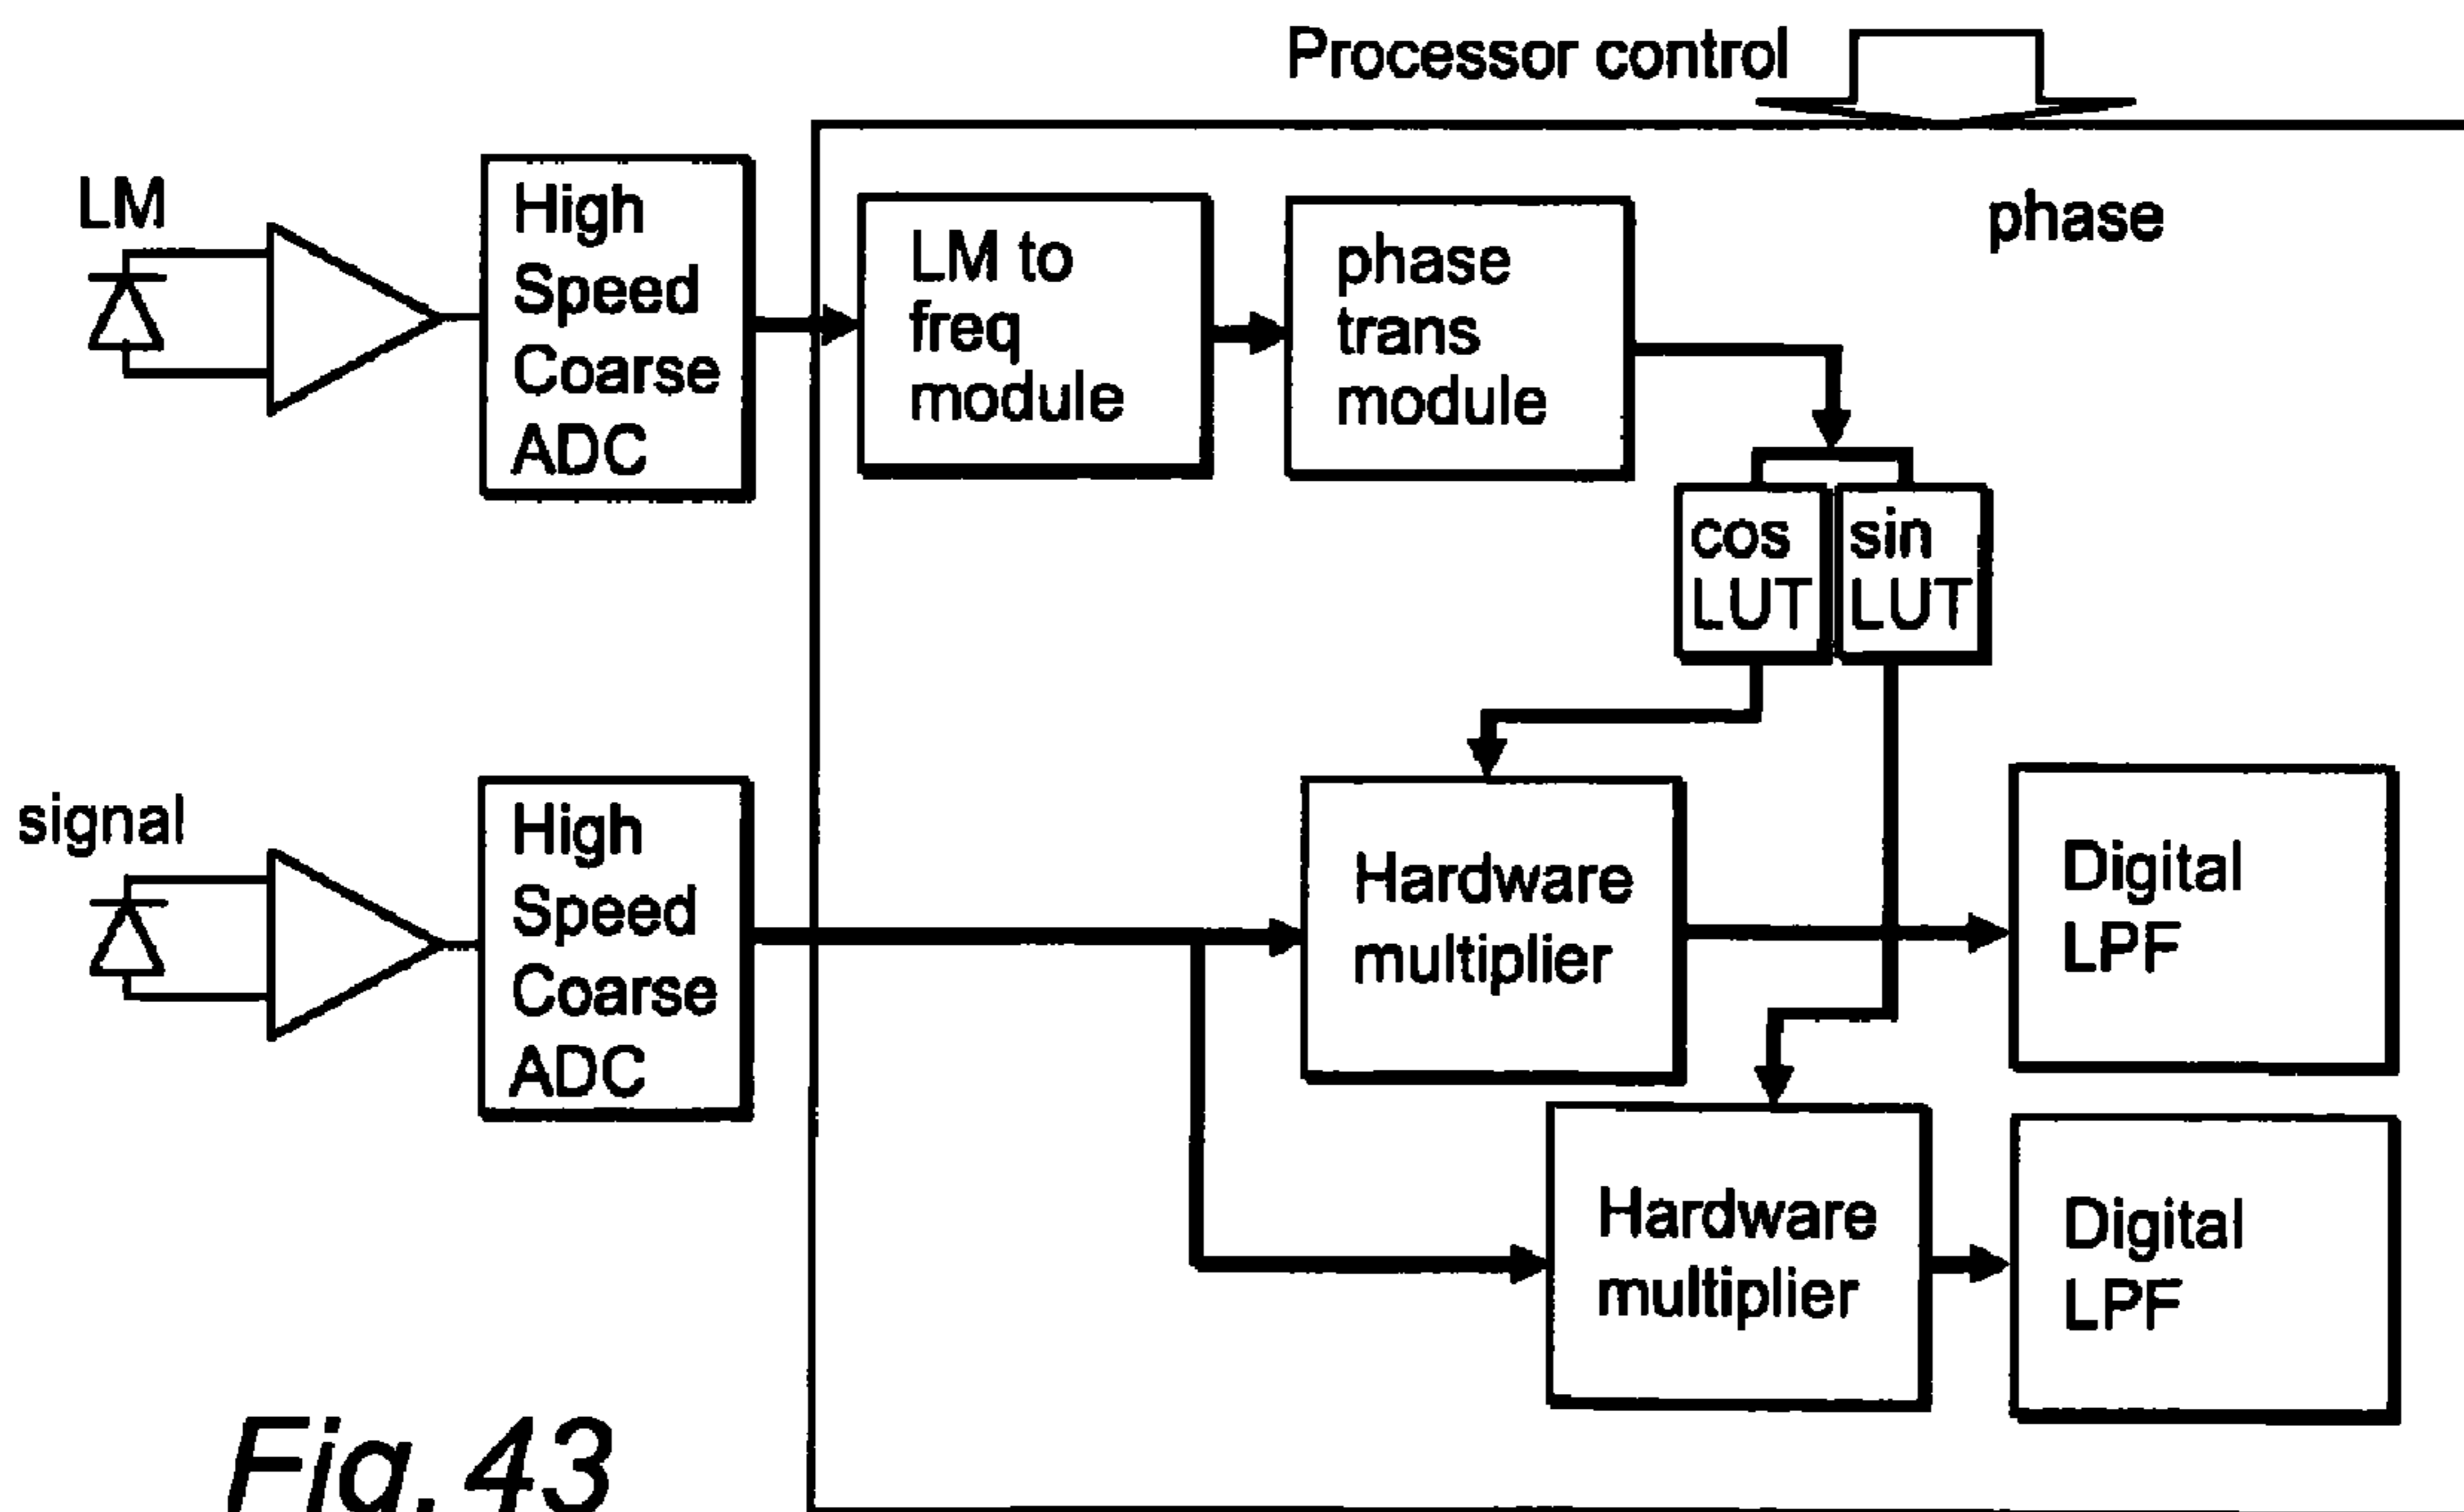 Processor control
LM
High
Speed
Coarse
ADC
LM to
freq
module
phase
trans
module
phase
cos
LUT
sin
LUT
signal
High
Speed
Coarse
ADC
Hardware
multiplier
Digital
LPF
Hardware
multiplier
Digital
LPF
Fig.43